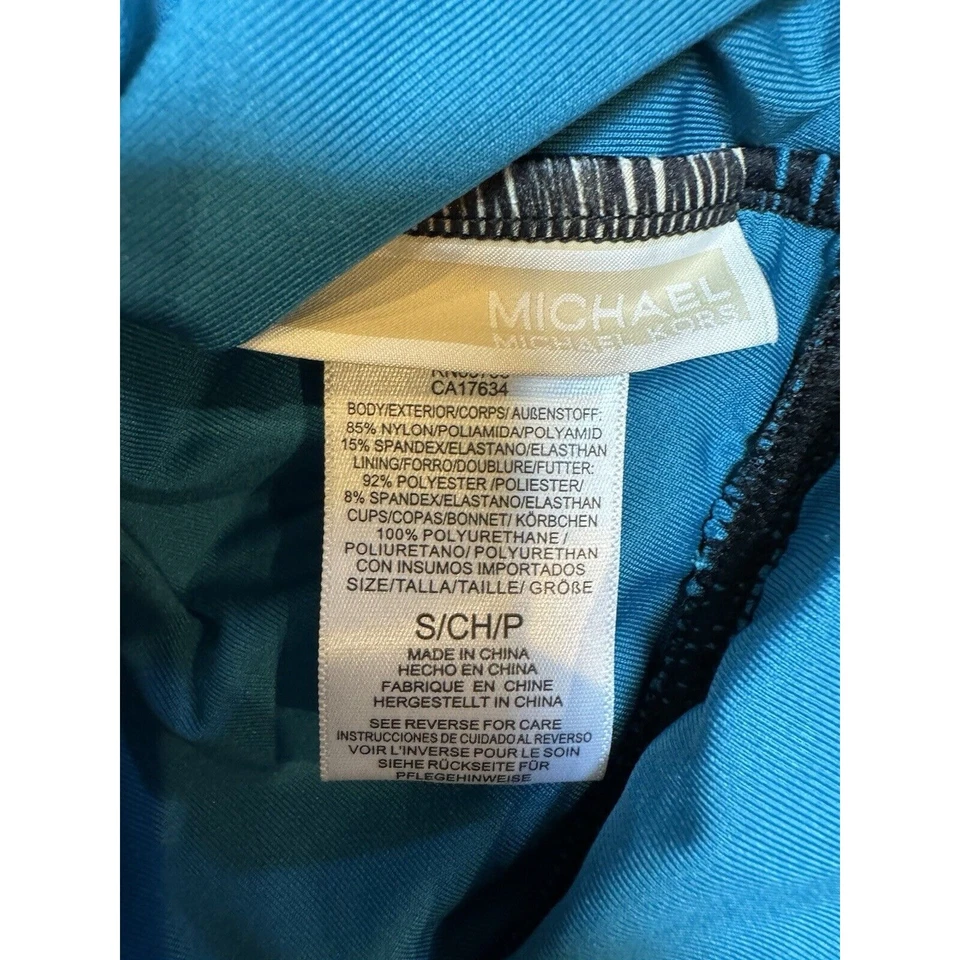 MICHAEL
MICHAEL KORS
CA17634
BODY/EXTERIOR/CORPS/ AUßENSTOFF:
85% NYLON/POLIAMIDA/POLYAMID
15% SPANDEX/ELASTANO/ELASTHAN
LINING/FORRO/DOUBLURE/FUTTER:
92% POLYESTER /POLIESTER/
8% SPANDEX/ELASTANO/ELASTHAN
CUPS/COPAS/BONNET/ KÖRBCHEN
100% POLYURETHANE /
POLIURETANO/ POLYURETHAN
CON INSUMOS IMPORTADOS
SIZE/TALLA/TAILLE/ GRÖßE
S/CH/P
MADE IN CHINA
HECHO EN CHINA
FABRIQUE EN CHINE
HERGESTELLT IN CHINA
SEE REVERSE FOR CARE
INSTRUCCIONES DE CUIDADO AL REVERSO
VOIR L'INVERSE POUR LE SOIN
SIEHE RÜCKSEITE FÜR
PFLEGEHINWEISE